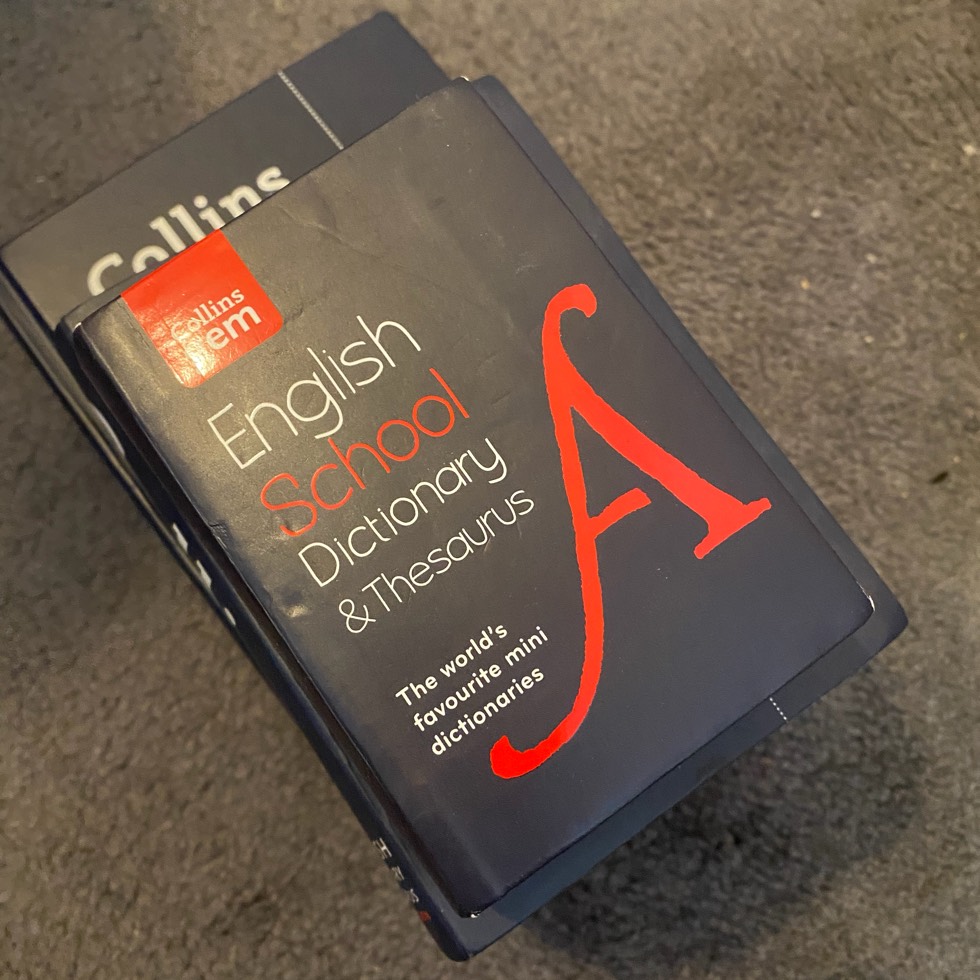 Collins
Collins
Gem
English
School
Dictionary
& Thesaurus
The world's
favourite mini
dictionaries
A